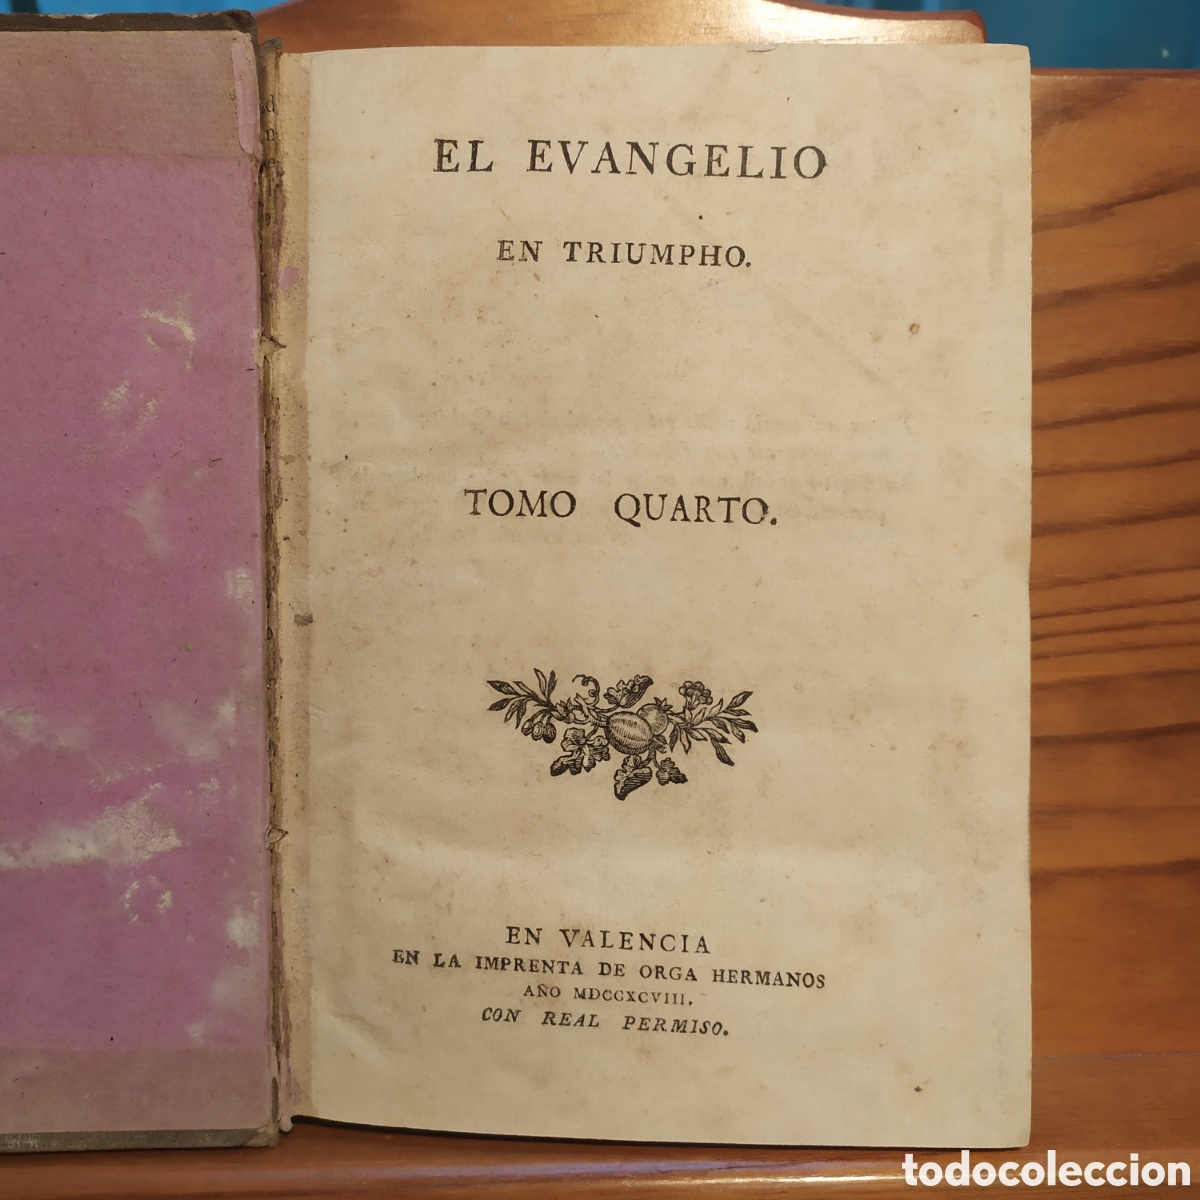 EL EVANGELIO
EN TRIUMPHO.
TOMO QUARTO.
EN VALENCIA
EN LA IMPRENTA DE ORGA HERMANOS
AÑO MDCCXCVIII.
CON REAL PERMISO.
todocoleccion